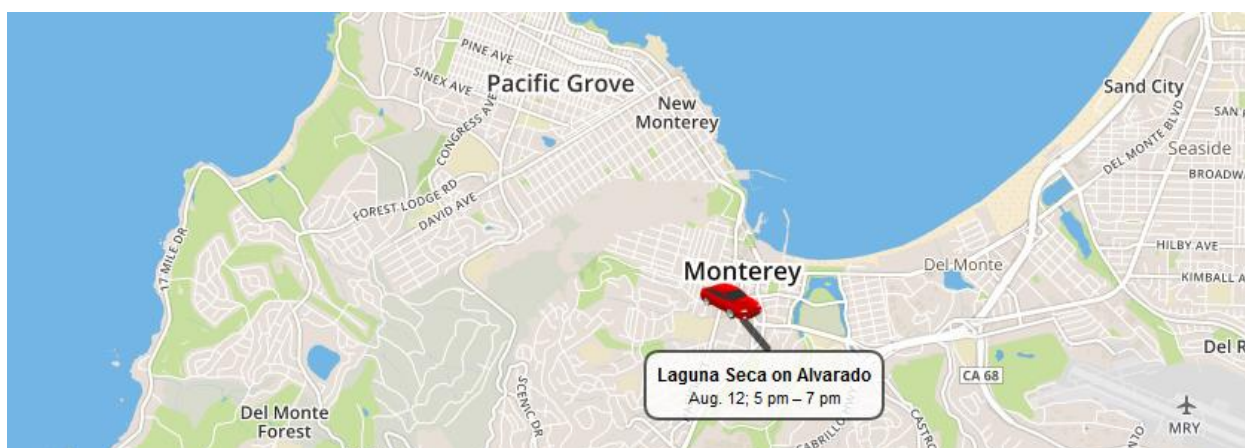 PINE AVE
SINEX AVE
Pacific Grove
CONGRESS AVE
New
Monterey
Sand City
DEL MONTE BLVD
SAN
Seaside
BROADW
FOREST LODGE RD
DAVID AVE
17 MILE DR
HILBY AVE
KIMBALL A
Monterey
Del Monte
Laguna Seca on Alvarado
Aug. 12; 5 pm – 7 pm
CA 68
Del R
SCENIC DR
Del Monte
Forest
MRY